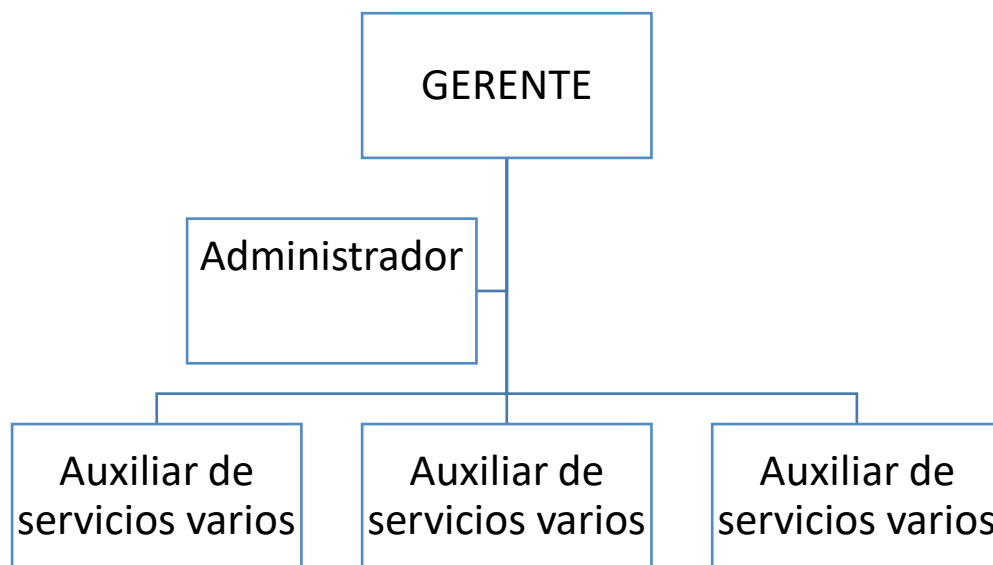 GERENTE
Administrador
Auxiliar de
servicios varios
Auxiliar de
servicios varios
Auxiliar de
servicios varios